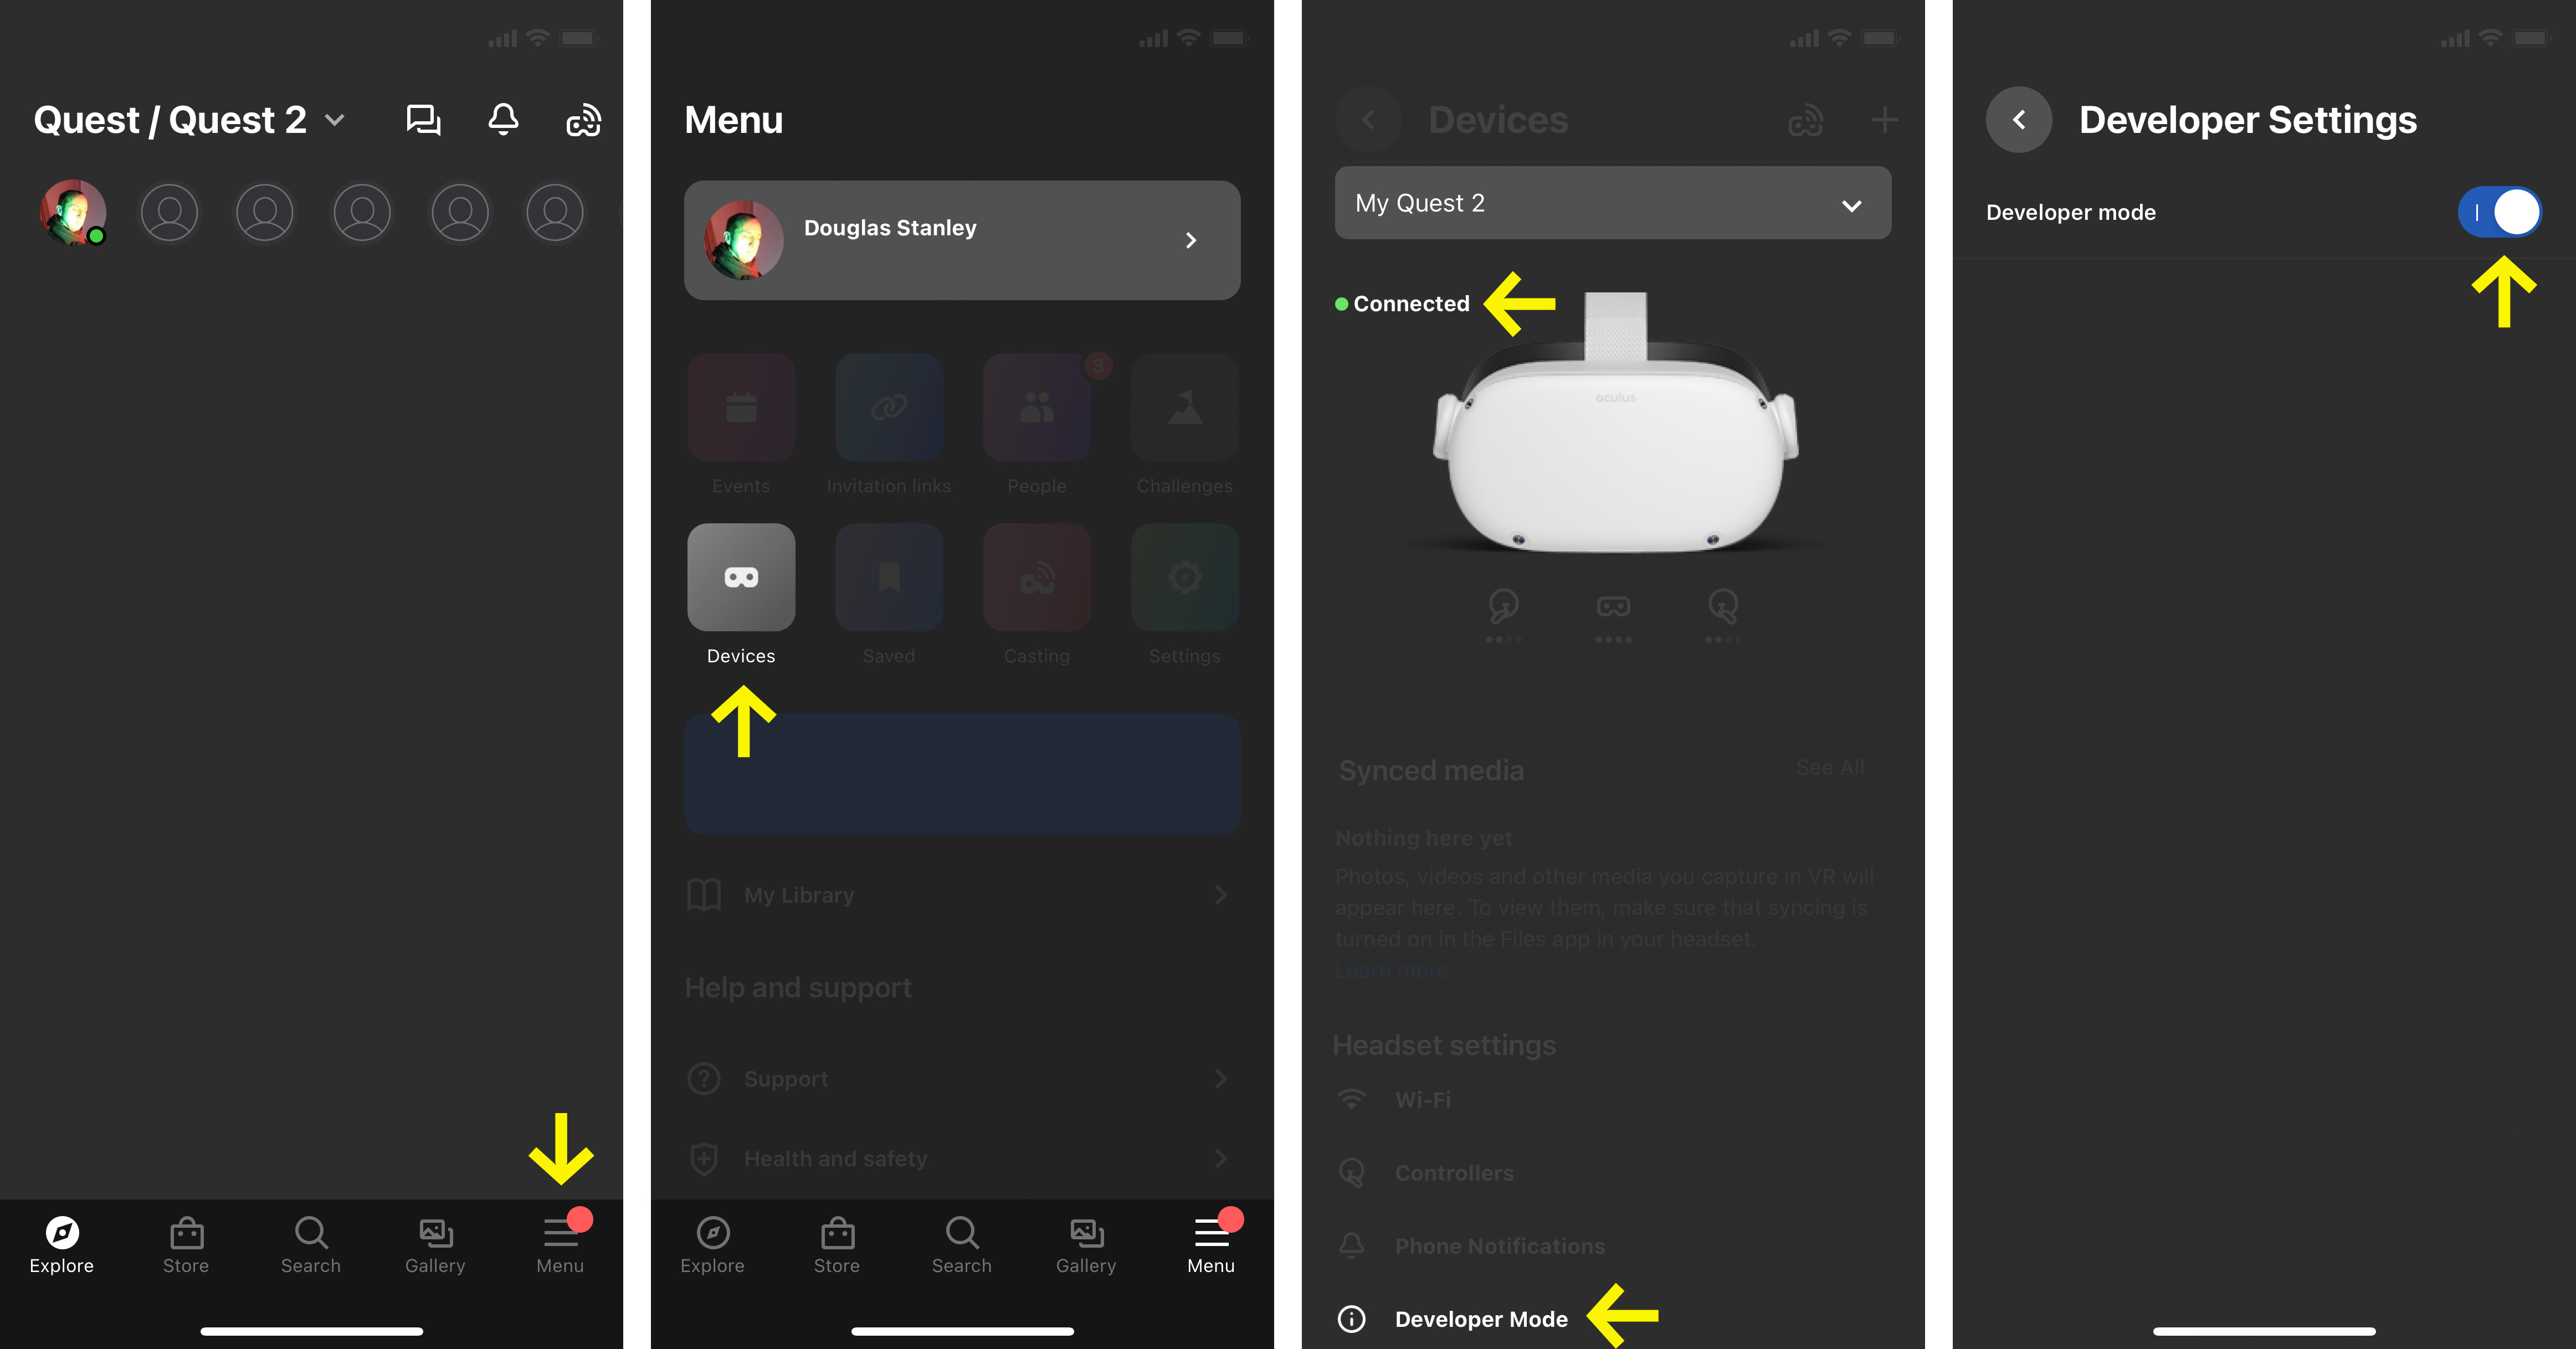 Quest / Quest 2
Explore
Store
Search
Gallery
Menu
Menu
Douglas Stanley
3
Events
Invitation links
People
Challenges
Devices
Saved
Casting
Settings
My Library
Help and support
Support
Health and safety
Explore
Store
Search
Gallery
Menu
Devices
My Quest 2
Connected
oculus
Synced media
See All
Nothing here yet
Photos, videos and other media you capture in VR will
appear here. To view them, make sure that syncing is
turned on in the Files app in your headset.
Learn more
Headset settings
Wi-Fi
Controllers
Phone Notifications
Developer Mode
Developer Settings
Developer mode